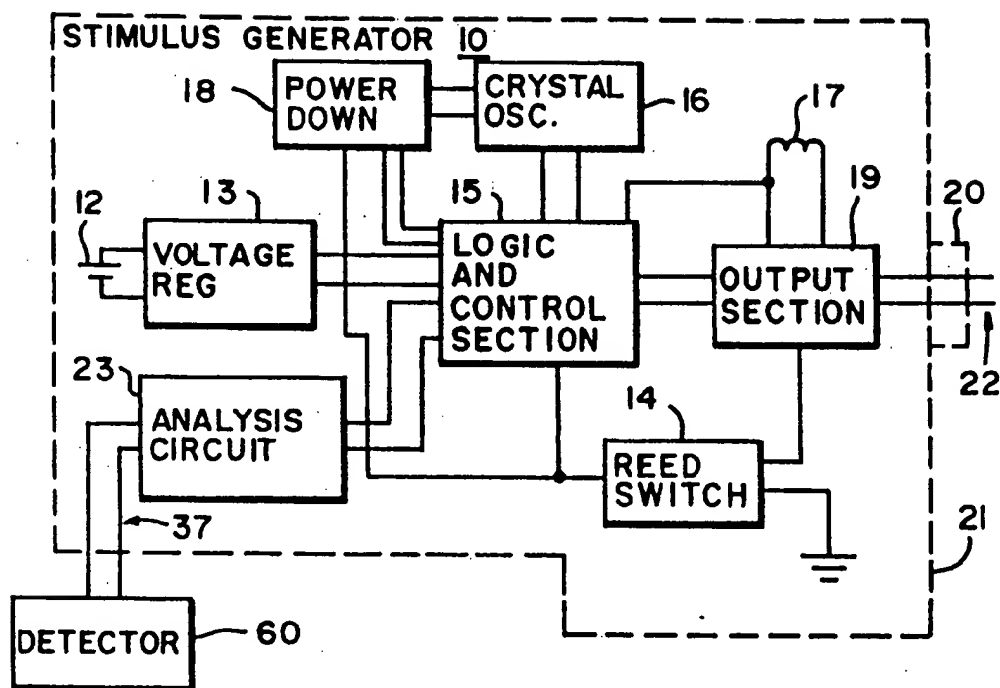 STIMULUS GENERATOR 10
18
POWER
DOWN
CRYSTAL
OSC.
16
17
12
13
VOLTAGE
REG
15
LOGIC
AND
CONTROL
SECTION
19
OUTPUT
SECTION
20
22
23
ANALYSIS
CIRCUIT
14
REED
SWITCH
37
21
DETECTOR
60